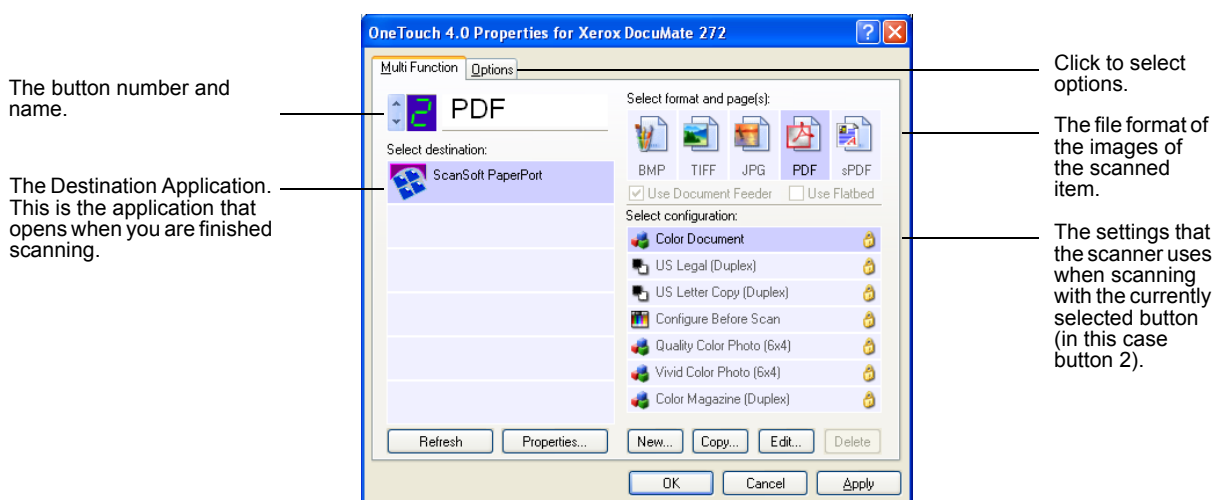 OneTouch 4.0 Properties for Xerox DocuMate 272
Multi Function
Options
The button number and
name.
2
PDF
Select destination:
ScanSoft PaperPort
The Destination Application.
This is the application that
opens when you are finished
scanning.
Select format and page(s):
BMP
TIFF
JPG
PDF
sPDF
Use Document Feeder
Use Flatbed
Select configuration:
Color Document
US Legal (Duplex)
US Letter Copy (Duplex)
Configure Before Scan
Quality Color Photo (6x4)
Vivid Color Photo (6x4)
Color Magazine (Duplex)
Refresh
Properties...
New...
Copy...
Edit...
Delete
OK
Cancel
Apply
Click to select
options.
The file format of
the images of
the scanned
item.
The settings that
the scanner uses
when scanning
with the currently
selected button
(in this case
button 2).